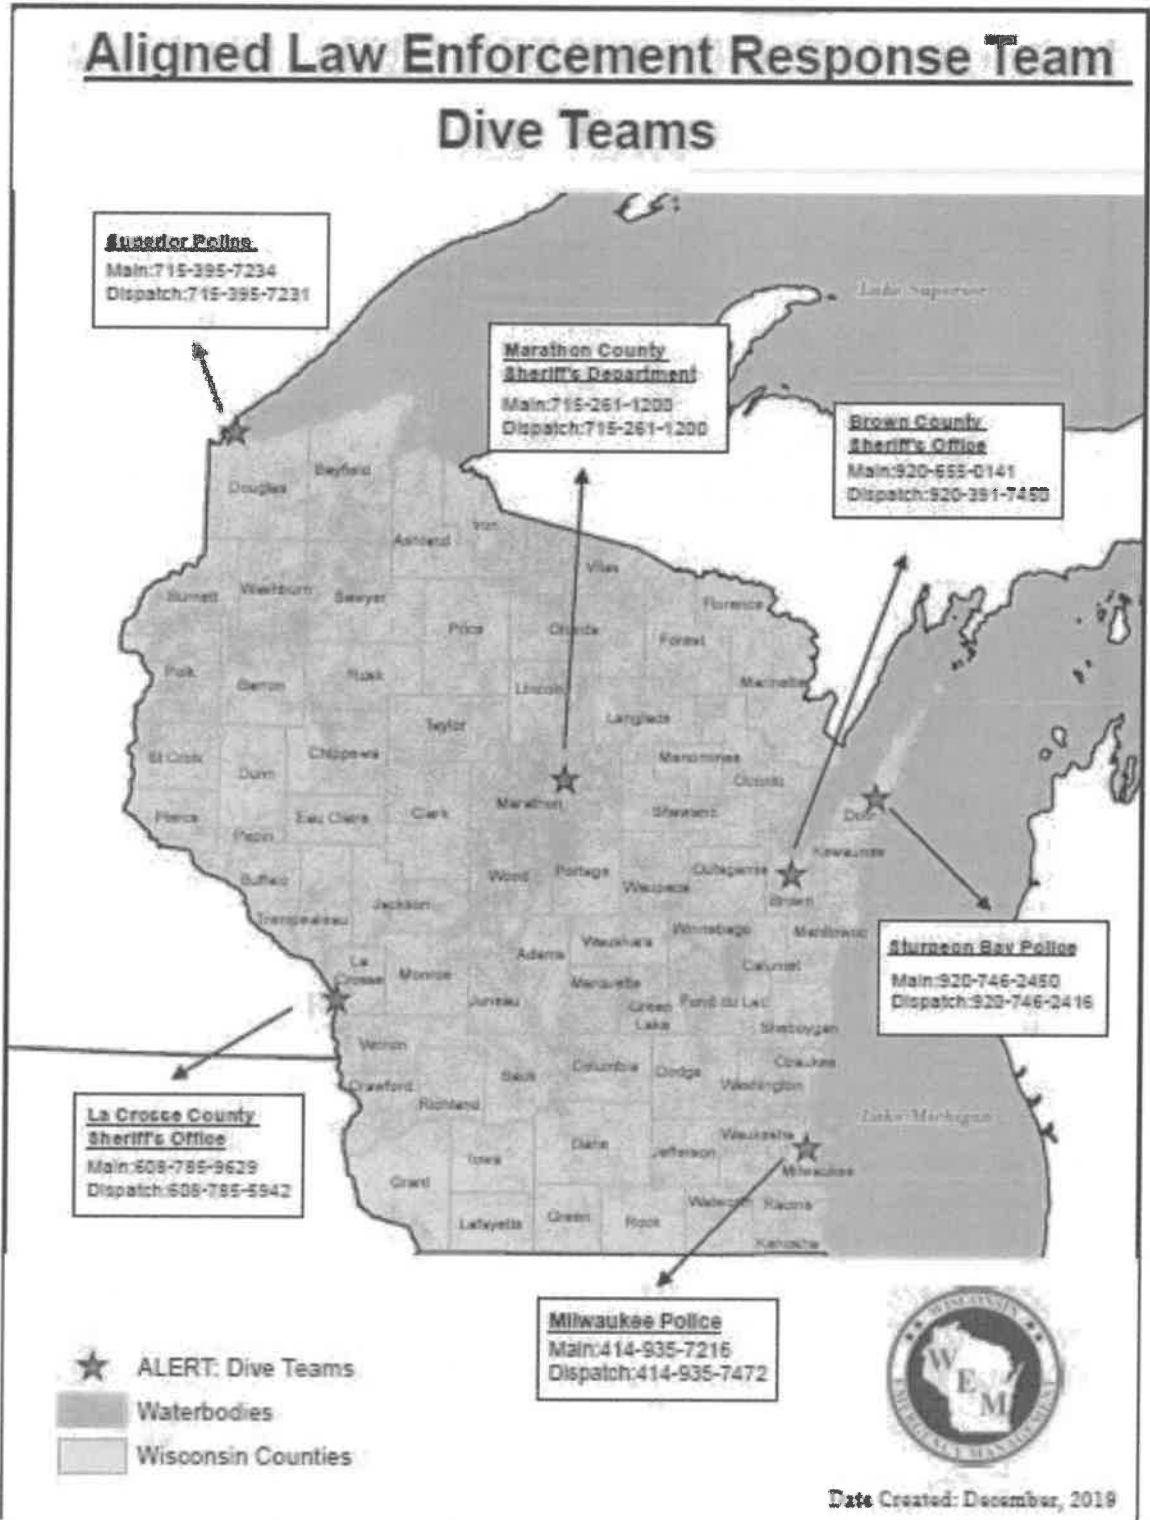 Aligned Law Enforcement Response Team
Dive Teams
Superior Police
Main:715-395-7234
Dispatch:715-395-7231
Lake Superior
Marathon County
Sheriff's Department
Main:715-261-1200
Dispatch:715-261-1200
Brown County
Sheriff's Office
Main:920-655-0141
Dispatch:920-391-7450
Bayfield
Douglas
Iron
Ashland
Vilas
Washburn
Burnett
Sawyer
Florence
Price
Oneida
Forest
Polk
Rusk
Barron
Lincoln
Marinette
Langlade
Taylor
Chippewa
St Croix
Menominee
Dunn
Oconto
Marathon
Pierce
Eau Claire
Clark
Shawano
Door
Pepin
Kewaunee
Wood
Portage
Outagamie
Buffalo
Waupaca
Brown
Jackson
Trempealeau
Winnebago
Manitowoc
Waushara
Adams
La
Crosse
Monroe
Calumet
Marquette
Juneau
Green
Lake
Fond du Lac
Sheboygan
Sturgeon Bay Police
Main:920-746-2450
Dispatch:920-746-2416
Vernon
Ozaukee
Columbia
Dodge
Sauk
Crawford
Washington
Richland
La Crosse County
Sheriff's Office
Main:608-785-9629
Dispatch:608-785-5942
Lake Michigan
Dane
Jefferson
Waukesha
Iowa
Milwaukee
Grant
Walworth
Racine
Lafayette
Green
Rock
Kenosha
Milwaukee Police
Main:414-935-7216
Dispatch:414-935-7472
ALERT: Dive Teams
Waterbodies
Wisconsin Counties
WISCONSIN
WEM
EMERGENCY MANAGEMENT
Date Created: December, 2019